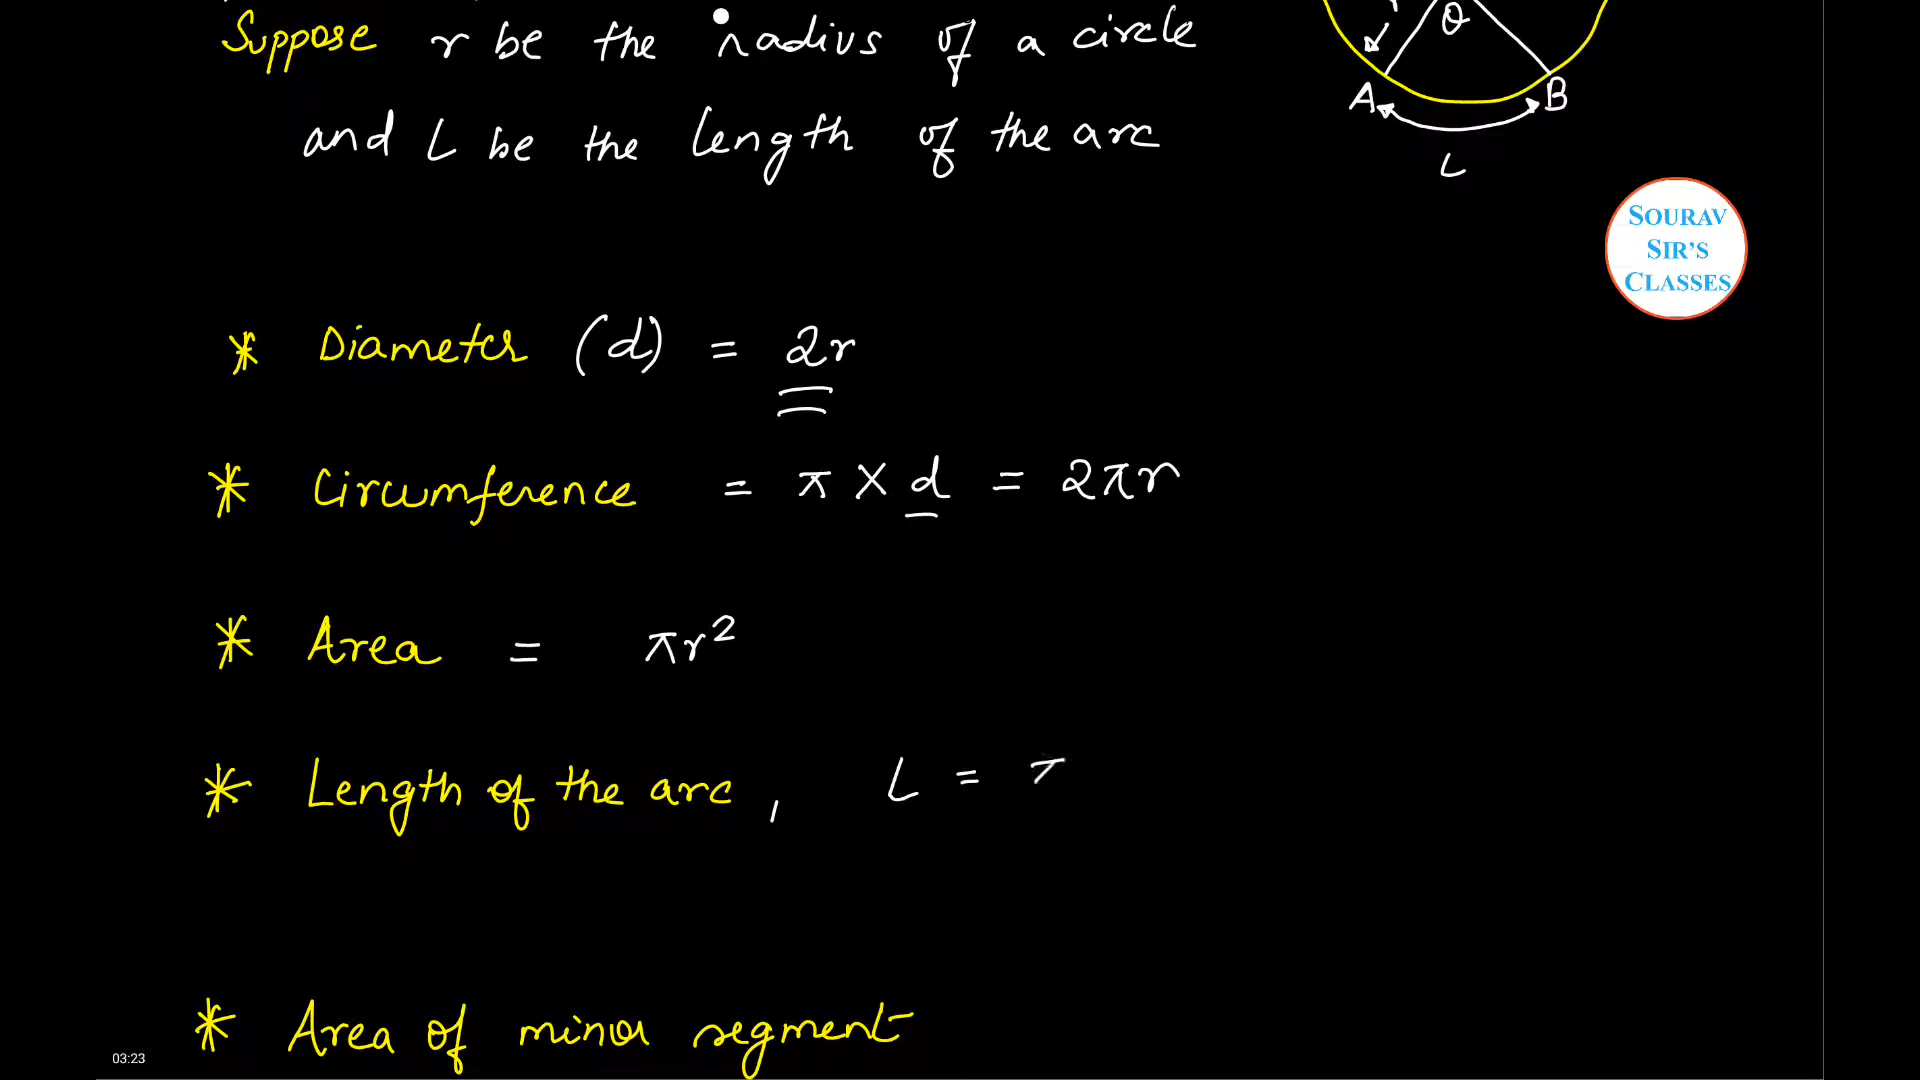 Suppose r be the radius of a circle
and L be the length of the arc
θ
A
B
L
SOURAV
SIR'S
CLASSES
* Diameter (d) = 2r
* Circumference = π × d = 2πr
* Area = πr²
* Length of the arc, L = π
* Area of minor segment
03:23